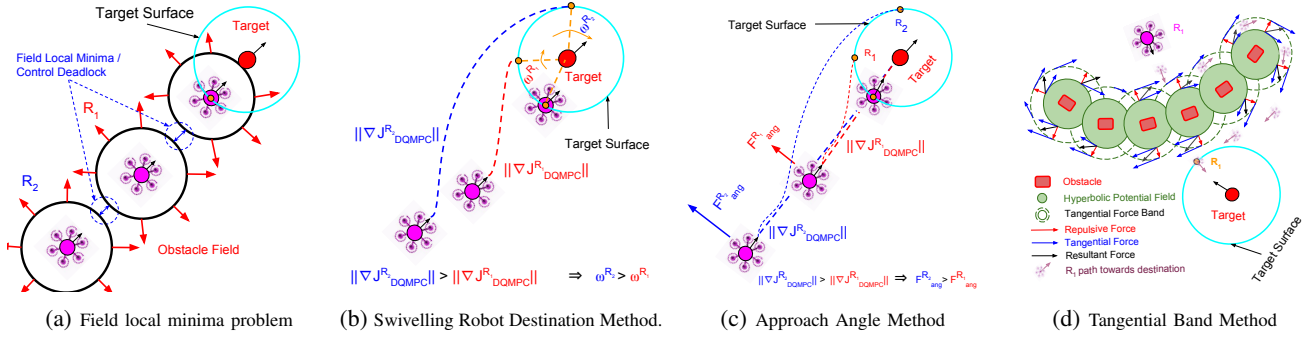 Target Surface
Target
Field Local Minima /
Control Deadlock
R₁
R₂
Obstacle Field
(a) Field local minima problem
ω^R₂
ω^R₁
Target
Target Surface
||∇J^R₂_DQMPC||
||∇J^R₁_DQMPC||
||∇J^R₂_DQMPC|| > ||∇J^R₁_DQMPC|| ⇒ ω^R₂ > ω^R₁
(b) Swivelling Robot Destination Method.
Target Surface
R₂
R₁
Target
F^R₁_ang
||∇J^R₁_DQMPC||
F^R₂_ang
||∇J^R₂_DQMPC||
||∇J^R₂_DQMPC|| > ||∇J^R₁_DQMPC|| ⇒ F^R₂_ang > F^R₁_ang
(c) Approach Angle Method
R₁
R₁
Target
Target Surface
Obstacle
Hyperbolic Potential Field
Tangential Force Band
Repulsive Force
Tangential Force
Resultant Force
R₁ path towards destination
(d) Tangential Band Method